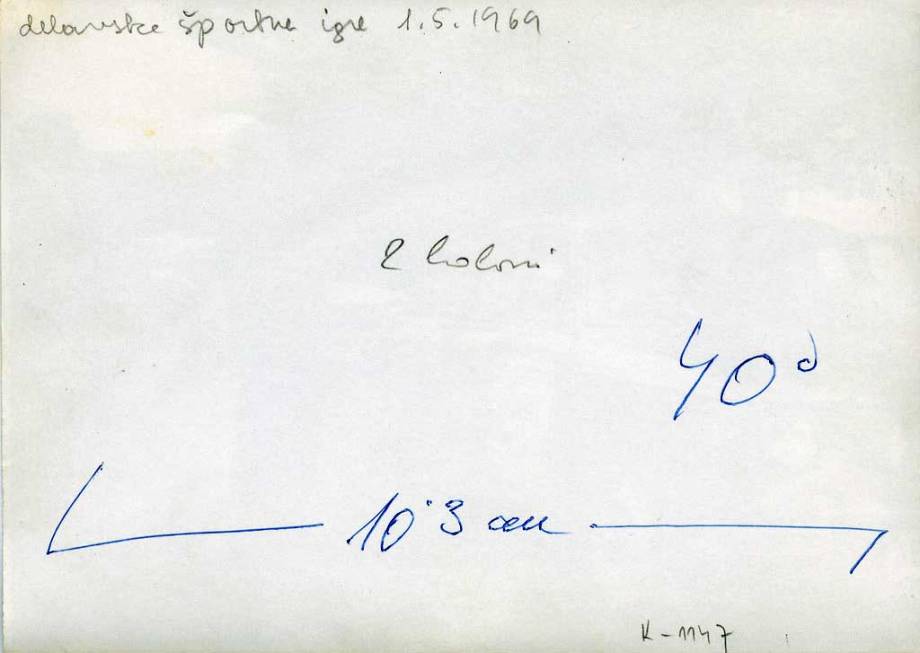 delavske športne igre 1.5.1969
2 koloni
40°
10˙3 cm
K-1147